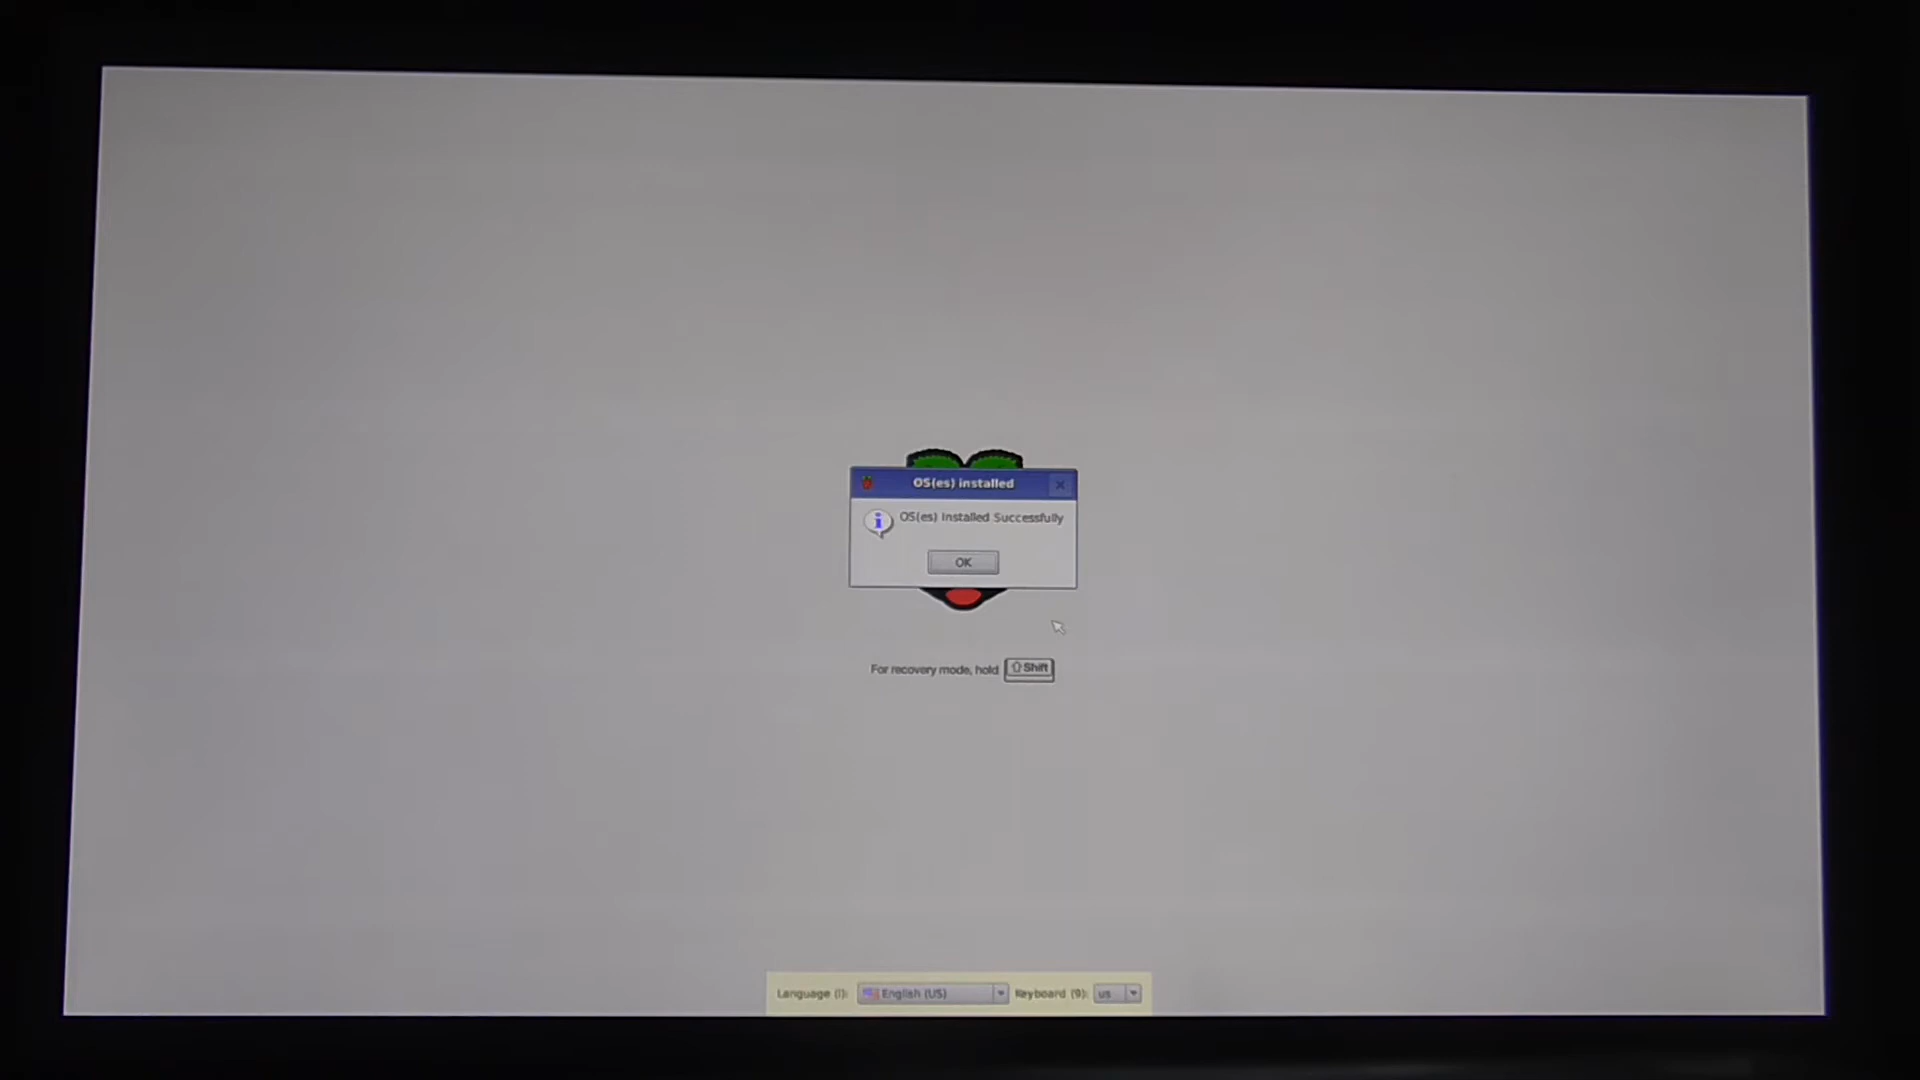 OS(es) installed
OS(es) Installed Successfully
OK
For recovery mode, hold Shift
Language (l): English (US) Keyboard (9): us